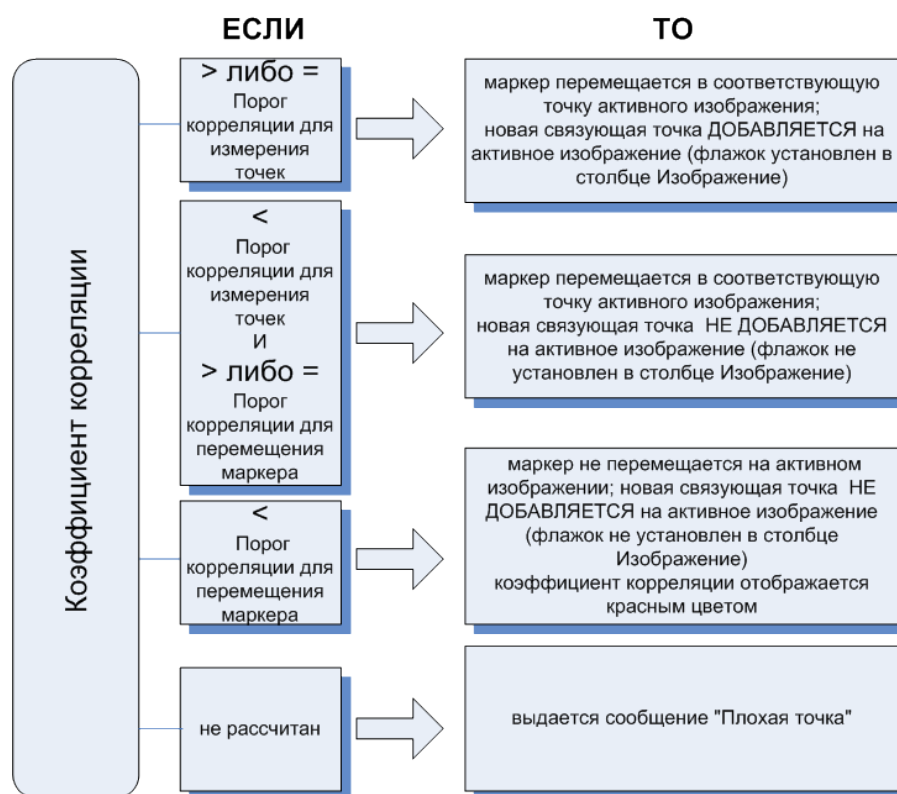 ЕСЛИ
ТО
Коэффициент корреляции
> либо =
Порог
корреляции для
измерения
точек
маркер перемещается в соответствующую
точку активного изображения;
новая связующая точка ДОБАВЛЯЕТСЯ на
активное изображение (флажок установлен в
столбце Изображение)
<
Порог
корреляции для
измерения
точек
И
> либо =
Порог
корреляции для
перемещения
маркера
маркер перемещается в соответствующую
точку активного изображения;
новая связующая точка  НЕ ДОБАВЛЯЕТСЯ
на активное изображение (флажок не
установлен в столбце Изображение)
<
Порог
корреляции для
перемещения
маркера
маркер не перемещается на активном
изображении; новая связующая точка  НЕ
ДОБАВЛЯЕТСЯ на активное изображение
(флажок не установлен в столбце
Изображение)
коэффициент корреляции отображается
красным цветом
не рассчитан
выдается сообщение "Плохая точка"